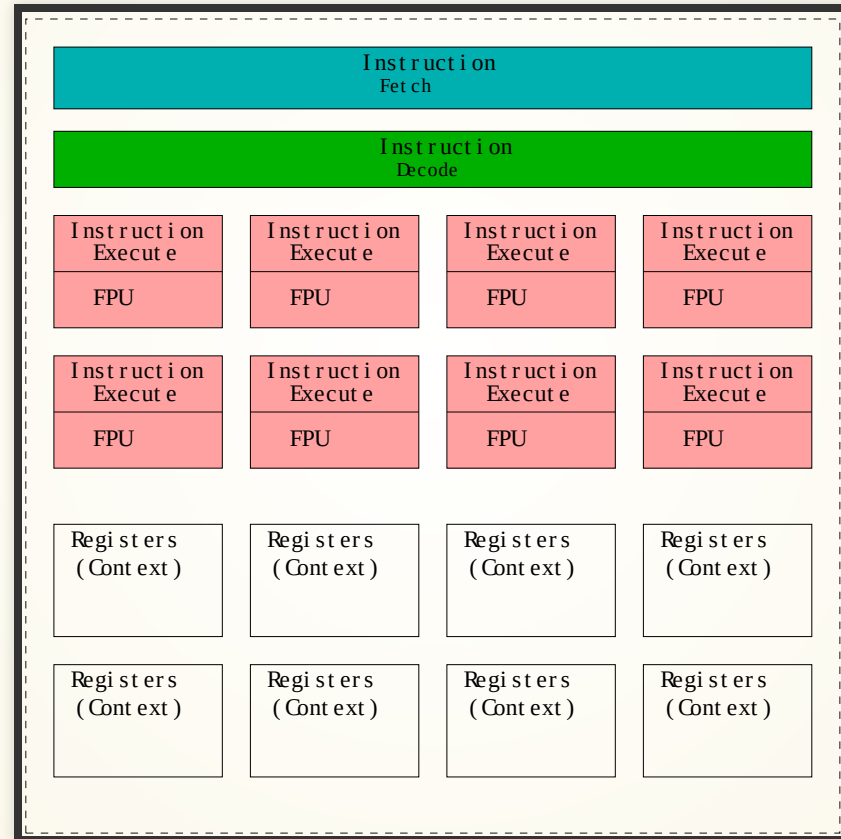 Instruction
Fetch
Instruction
Decode
Instruction
Execute
FPU
Instruction
Execute
FPU
Instruction
Execute
FPU
Instruction
Execute
FPU
Instruction
Execute
FPU
Instruction
Execute
FPU
Instruction
Execute
FPU
Instruction
Execute
FPU
Registers
(Context)
Registers
(Context)
Registers
(Context)
Registers
(Context)
Registers
(Context)
Registers
(Context)
Registers
(Context)
Registers
(Context)